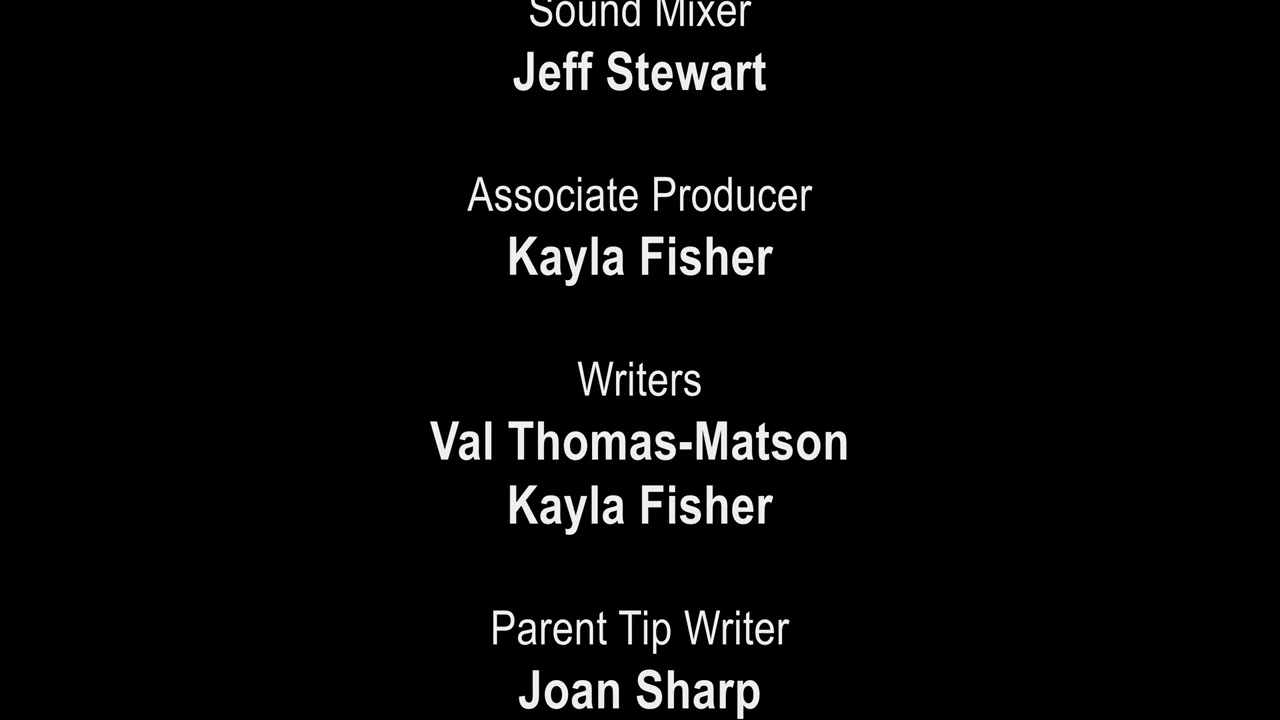 Sound Mixer
Jeff Stewart
Associate Producer
Kayla Fisher
Writers
Val Thomas-Matson
Kayla Fisher
Parent Tip Writer
Joan Sharp